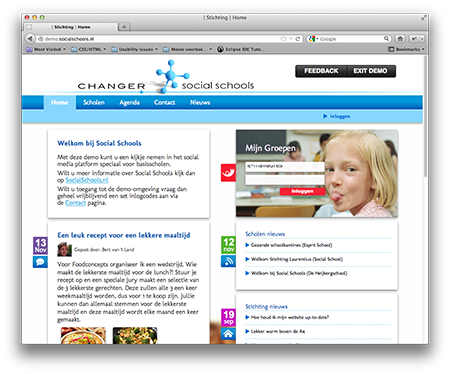 | Stichting | Home
| Stichting | Home
demo.socialschools.nl
Google
Most Visited
CSS/HTML
Usability Issues
Mooie voorbee...
Eclipse IDE Tuto...
Bookmarks
FEEDBACK
EXIT DEMO
CHANGER
social schools
Home
Scholen
Agenda
Contact
Nieuws
inloggen
Welkom bij Social Schools
Met deze demo kunt u een kijkje nemen in het social
media platform speciaal voor basisscholen.
Wilt u meer informatie over Social Schools kijk dan
op SocialSchools.nl
Wilt u toegang tot de demo-omgeving vraag dan
geheel vrijblijvend een set inlogcodes aan via
de Contact pagina.
Mijn Groepen
inloggen
13
Nov
Een leuk recept voor een lekkere maaltijd
Gepost door: Bert van 't Land
Voor Foodconcepts organiseer ik een wedstrijd. Wie
maakt de lekkerste maaltijd voor de lunch?! Stuur je
recept op en een speciale jury maakt een selectie van
de 3 lekkerste gerechten. Deze zullen alle 3 een keer
weekmaaltijd worden, dus voor 1 te koop zijn. Jullie
kunnen dan allemaal stemmen voor de lekkerste maaltijd
en deze maaltijd wordt elke maand een keer
gemaakt.
12
Nov
Scholen nieuws
Gezonde schoolkantines (Esprit School)
Welkom Stichting Laurentius (Social School)
Welkom bij Social Schools (De Heijbergschool)
19
sep
Stichting nieuws
Hoe houd ik mijn website up-to-date?
Lekker warm boven de A2